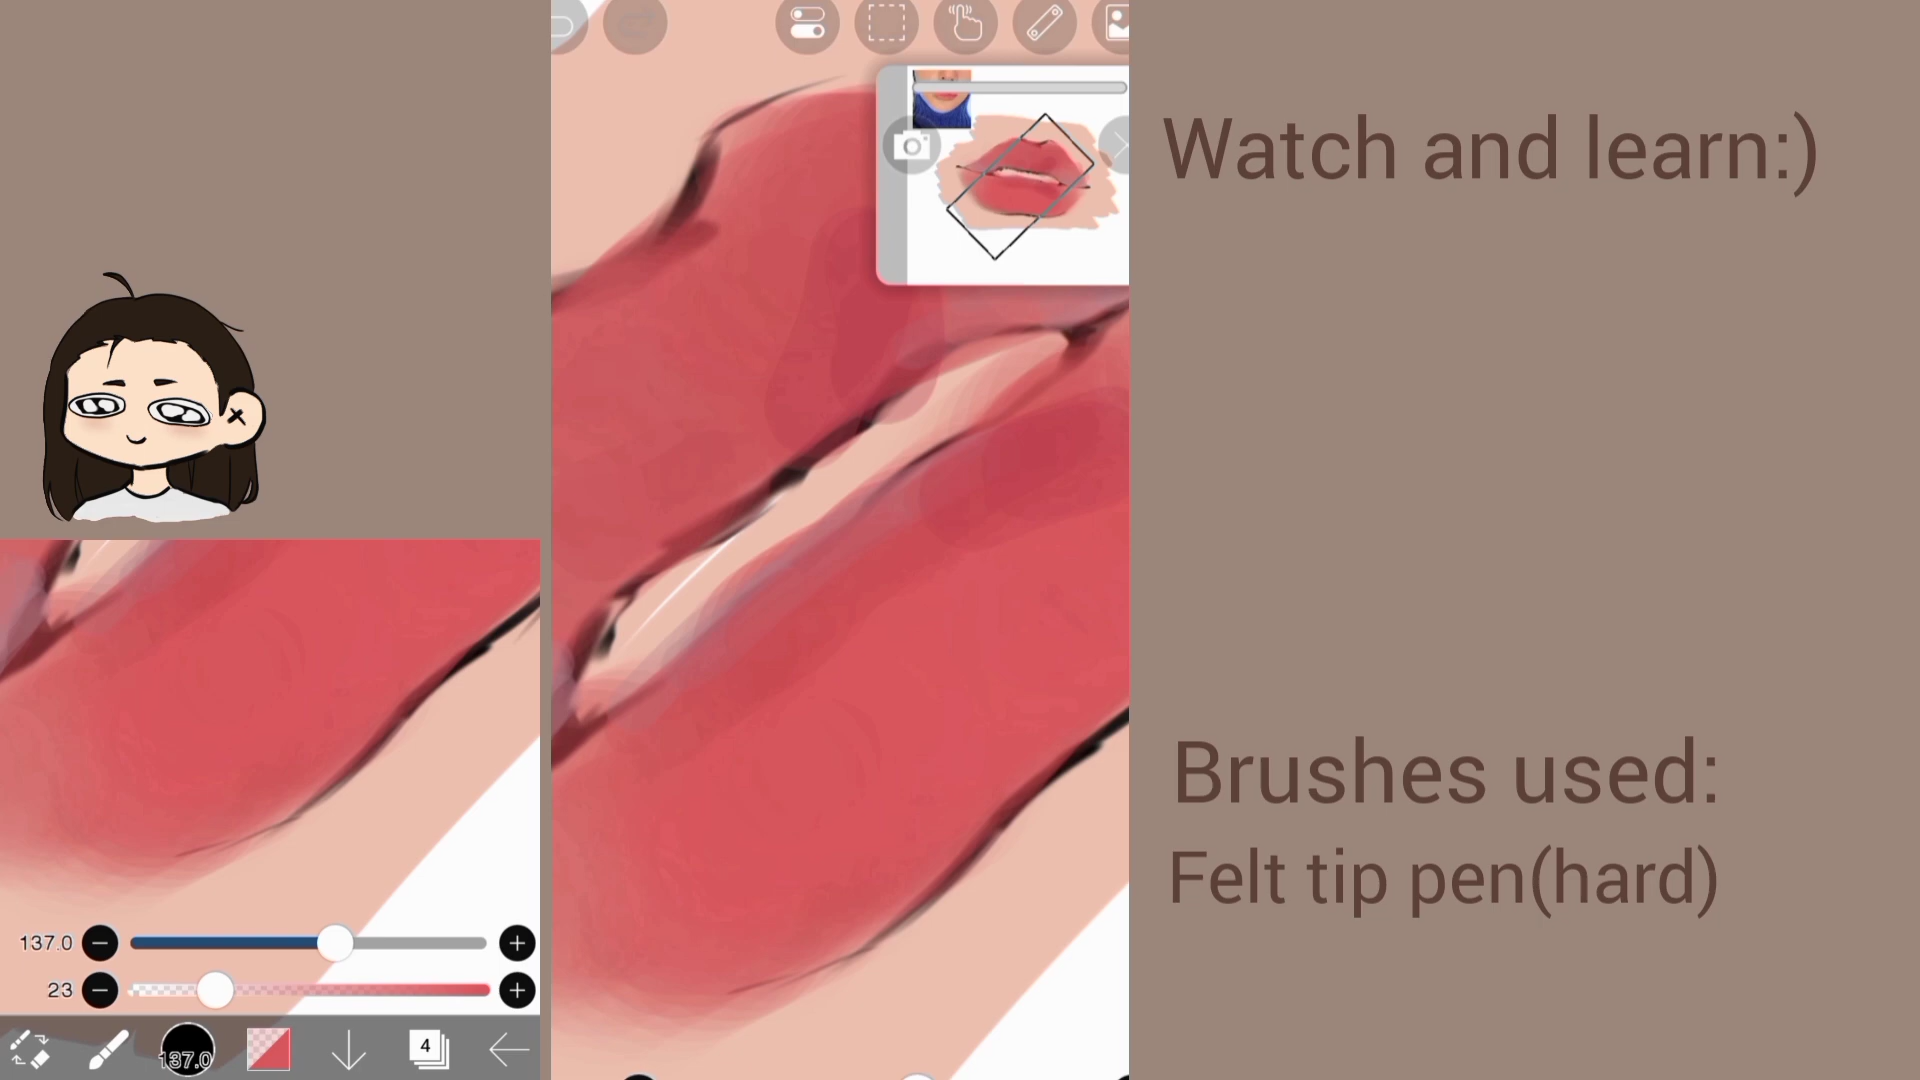 Watch and learn:)
Brushes used:
Felt tip pen(hard)
137.0
23
137.0
4